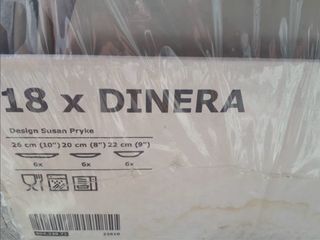 18 x DINERA
Design Susan Pryke
26 cm (10") 20 cm (8") 22 cm (9")
6x 6x 6x